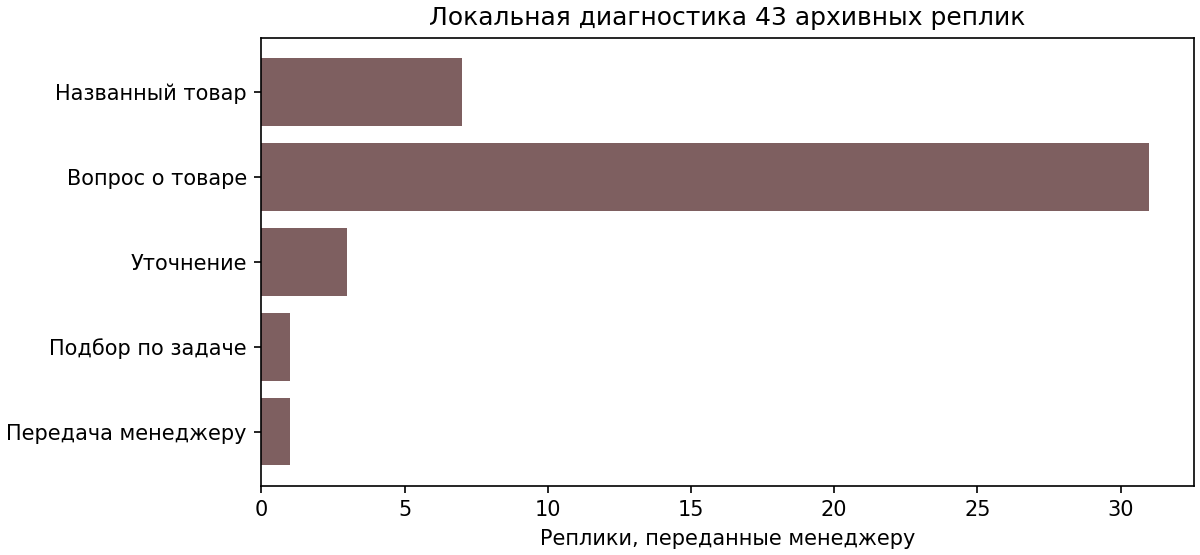 Локальная диагностика 43 архивных реплик
Названный товар
Вопрос о товаре
Уточнение
Подбор по задаче
Передача менеджеру
0 5 10 15 20 25 30
Реплики, переданные менеджеру